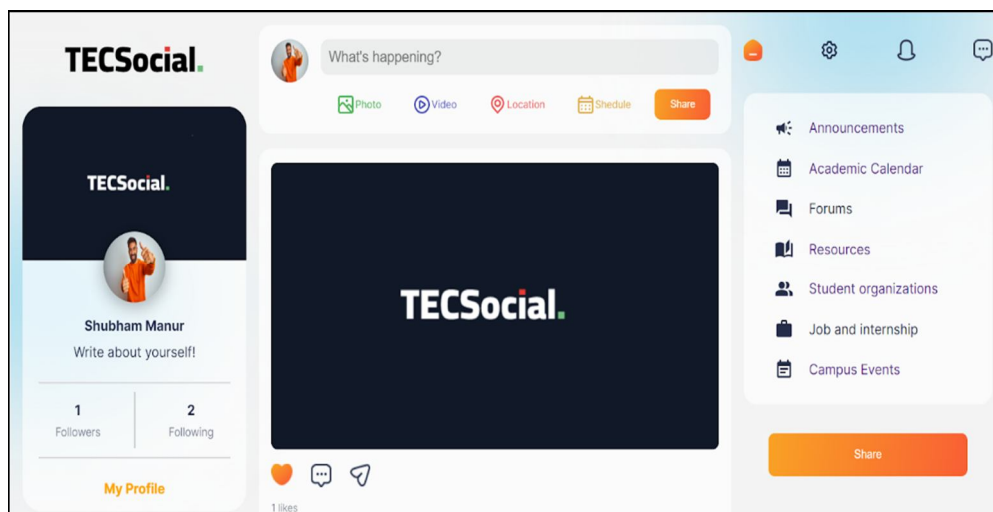 TECSocial.
TECSocial.
Shubham Manur
Write about yourself!
1
Followers
2
Following
My Profile
What's happening?
Photo
Video
Location
Shedule
Share
TECSocial.
1 likes
Announcements
Academic Calendar
Forums
Resources
Student organizations
Job and internship
Campus Events
Share